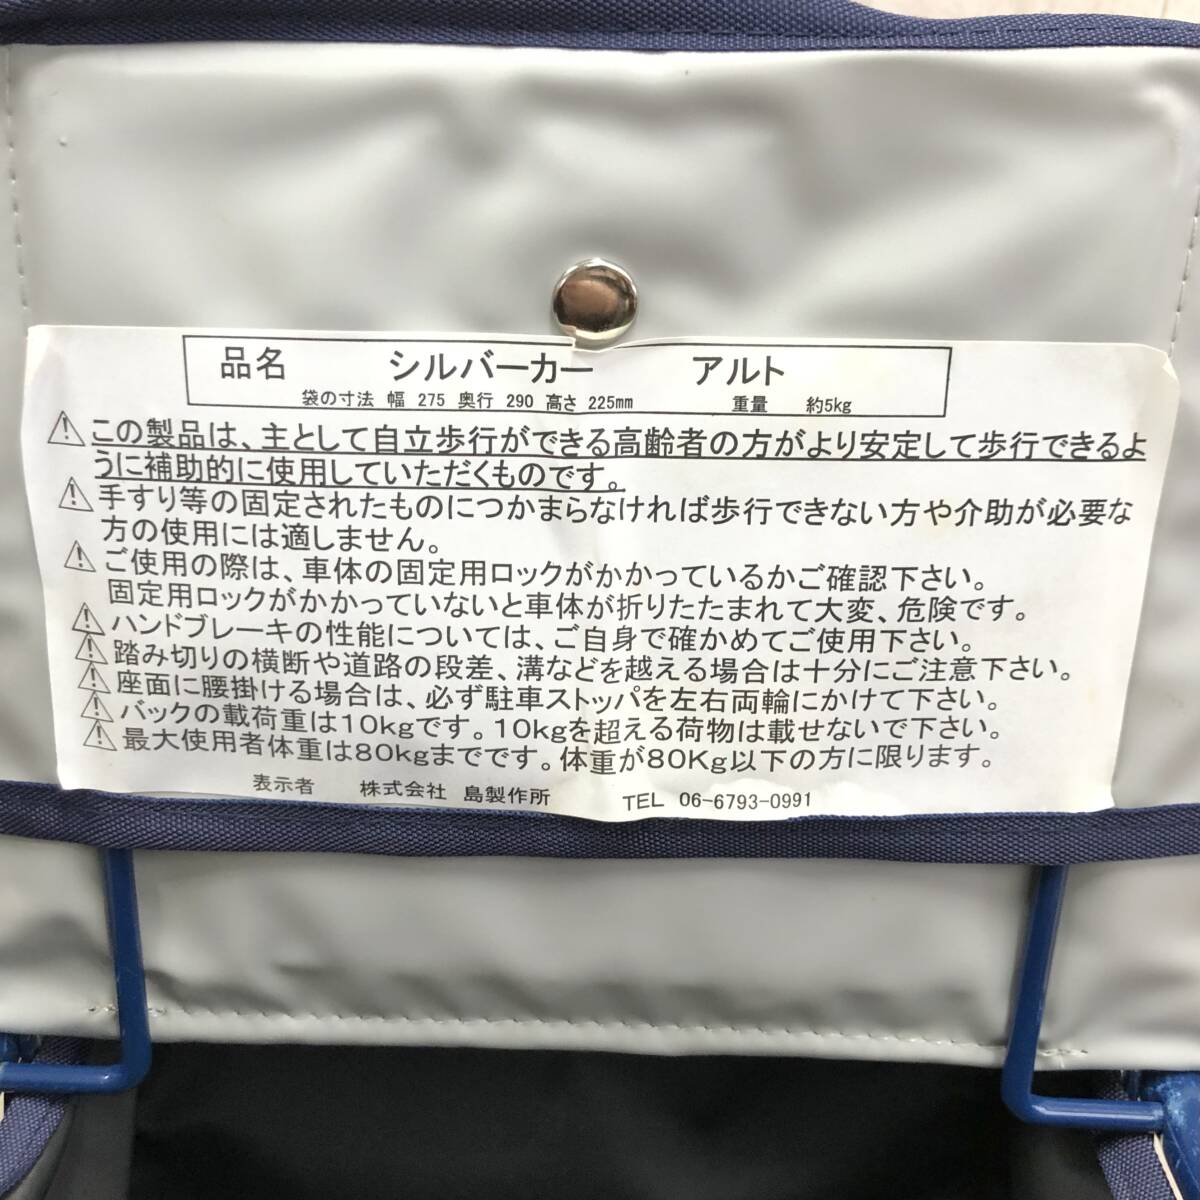 品名 シルバーカー アルト
袋の寸法 幅 275 奥行 290 高さ 225mm 重量 約5kg
この製品は、主として自立歩行ができる高齢者の方がより安定して歩行できるよ
うに補助的に使用していただくものです。
手すり等の固定されたものにつかまらなければ歩行できない方や介助が必要な
方の使用には適しません。
ご使用の際は、車体の固定用ロックがかかっているかご確認下さい。
固定用ロックがかかっていないと車体が折りたたまれて大変、危険です。
ハンドブレーキの性能については、ご自身で確かめてご使用下さい。
踏み切りの横断や道路の段差、溝などを越える場合は十分にご注意下さい。
座面に腰掛ける場合は、必ず駐車ストッパを左右両輪にかけて下さい。
バックの載荷重は10kgです。10kgを超える荷物は載せないで下さい。
最大使用者体重は80kgまでです。体重が80Kg以下の方に限ります。
表示者 株式会社 島製作所 TEL 06-6793-0991